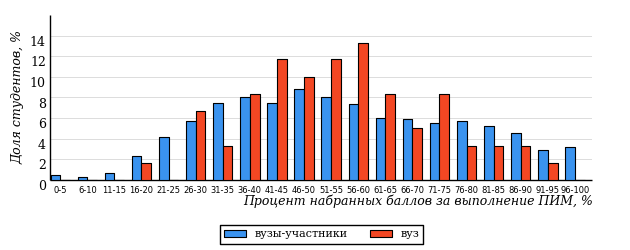 Доля студентов, %
14
12
10
8
6
4
2
0
0-5 6-10 11-15 16-20 21-25 26-30 31-35 36-40 41-45 46-50 51-55 56-60 61-65 66-70 71-75 76-80 81-85 86-90 91-95 96-100
Процент набранных баллов за выполнение ПИМ, %
вузы-участники вуз